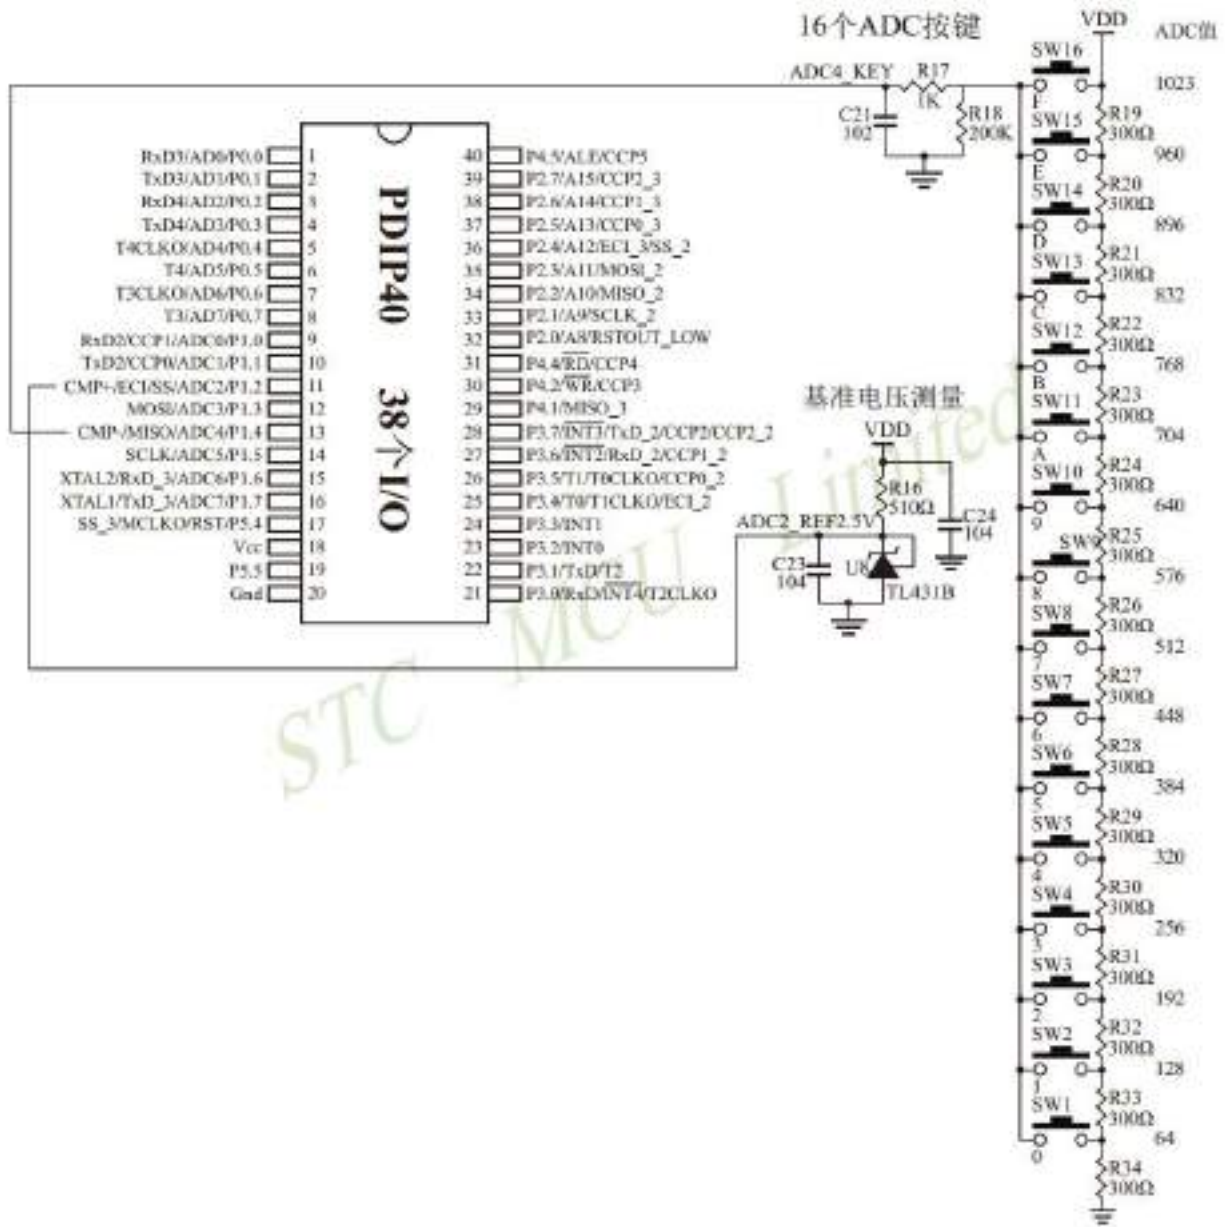 16个ADC按键
VDD
ADC值
SW16
ADC4_KEY
R17
1K
1023
C21
102
R18
200K
F
SW15
R19
300Ω
960
E
SW14
R20
300Ω
896
D
SW13
R21
300Ω
832
C
SW12
R22
300Ω
768
B
SW11
R23
300Ω
704
A
SW10
R24
300Ω
640
9
SW9
R25
300Ω
576
8
SW8
R26
300Ω
512
7
SW7
R27
300Ω
448
6
SW6
R28
300Ω
384
5
SW5
R29
300Ω
320
4
SW4
R30
300Ω
256
3
SW3
R31
300Ω
192
2
SW2
R32
300Ω
128
1
SW1
R33
300Ω
64
0
R34
300Ω
PDIP40 38个I/O
RxD3/AD0/P0.0 1
TxD3/AD1/P0.1 2
RxD4/AD2/P0.2 3
TxD4/AD3/P0.3 4
T4CLKO/AD4/P0.4 5
T4/AD5/P0.5 6
T3CLKO/AD6/P0.6 7
T3/AD7/P0.7 8
RxD2/CCP1/ADC0/P1.0 9
TxD2/CCP0/ADC1/P1.1 10
CMP+/ECI/SS/ADC2/P1.2 11
MOSI/ADC3/P1.3 12
CMP-/MISO/ADC4/P1.4 13
SCLK/ADC5/P1.5 14
XTAL2/RxD_3/ADC6/P1.6 15
XTAL1/TxD_3/ADC7/P1.7 16
SS_3/MCLKO/RST/P5.4 17
Vcc 18
P5.5 19
Gnd 20
40 P4.5/ALE/CCP5
39 P2.7/A15/CCP2_3
38 P2.6/A14/CCP1_3
37 P2.5/A13/CCP0_3
36 P2.4/A12/ECI_3/SS_2
35 P2.3/A11/MOSI_2
34 P2.2/A10/MISO_2
33 P2.1/A9/SCLK_2
32 P2.0/A8/RSTOUT_LOW
31 P4.4/RD/CCP4
30 P4.2/WR/CCP3
29 P4.1/MISO_3
28 P3.7/INT3/TxD_2/CCP2/CCP2_2
27 P3.6/INT2/RxD_2/CCP1_2
26 P3.5/T1/T0CLKO/CCP0_2
25 P3.4/T0/T1CLKO/ECI_2
24 P3.3/INT1
23 P3.2/INT0
22 P3.1/TxD/T2
21 P3.0/RxD/INT4/T2CLKO
基准电压测量
VDD
R16
510Ω
ADC2_REF2.5V
C24
104
C23
104
U8
TL431B
STC MCU Limited